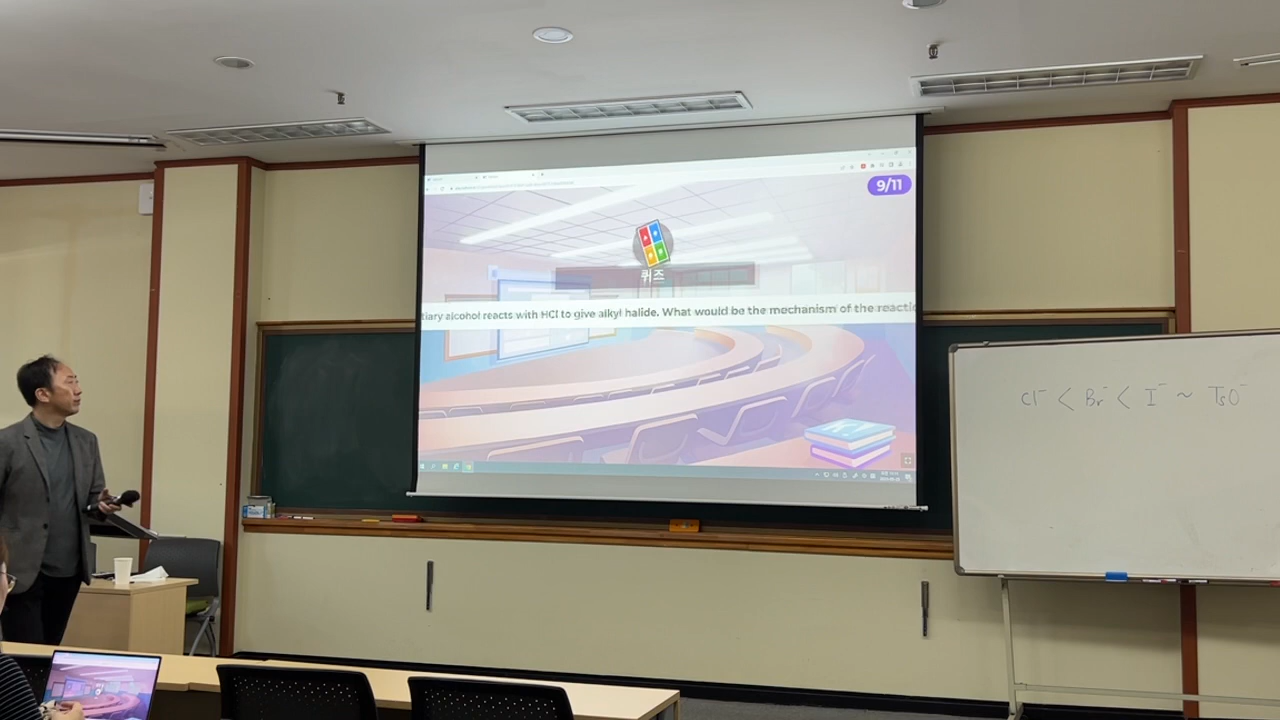 9/11
퀴즈
tiary alcohol reacts with HCl to give alkyl halide. What would be the mechanism of the reactio
Cl⁻ < Br⁻ < I⁻ ~ TsO⁻